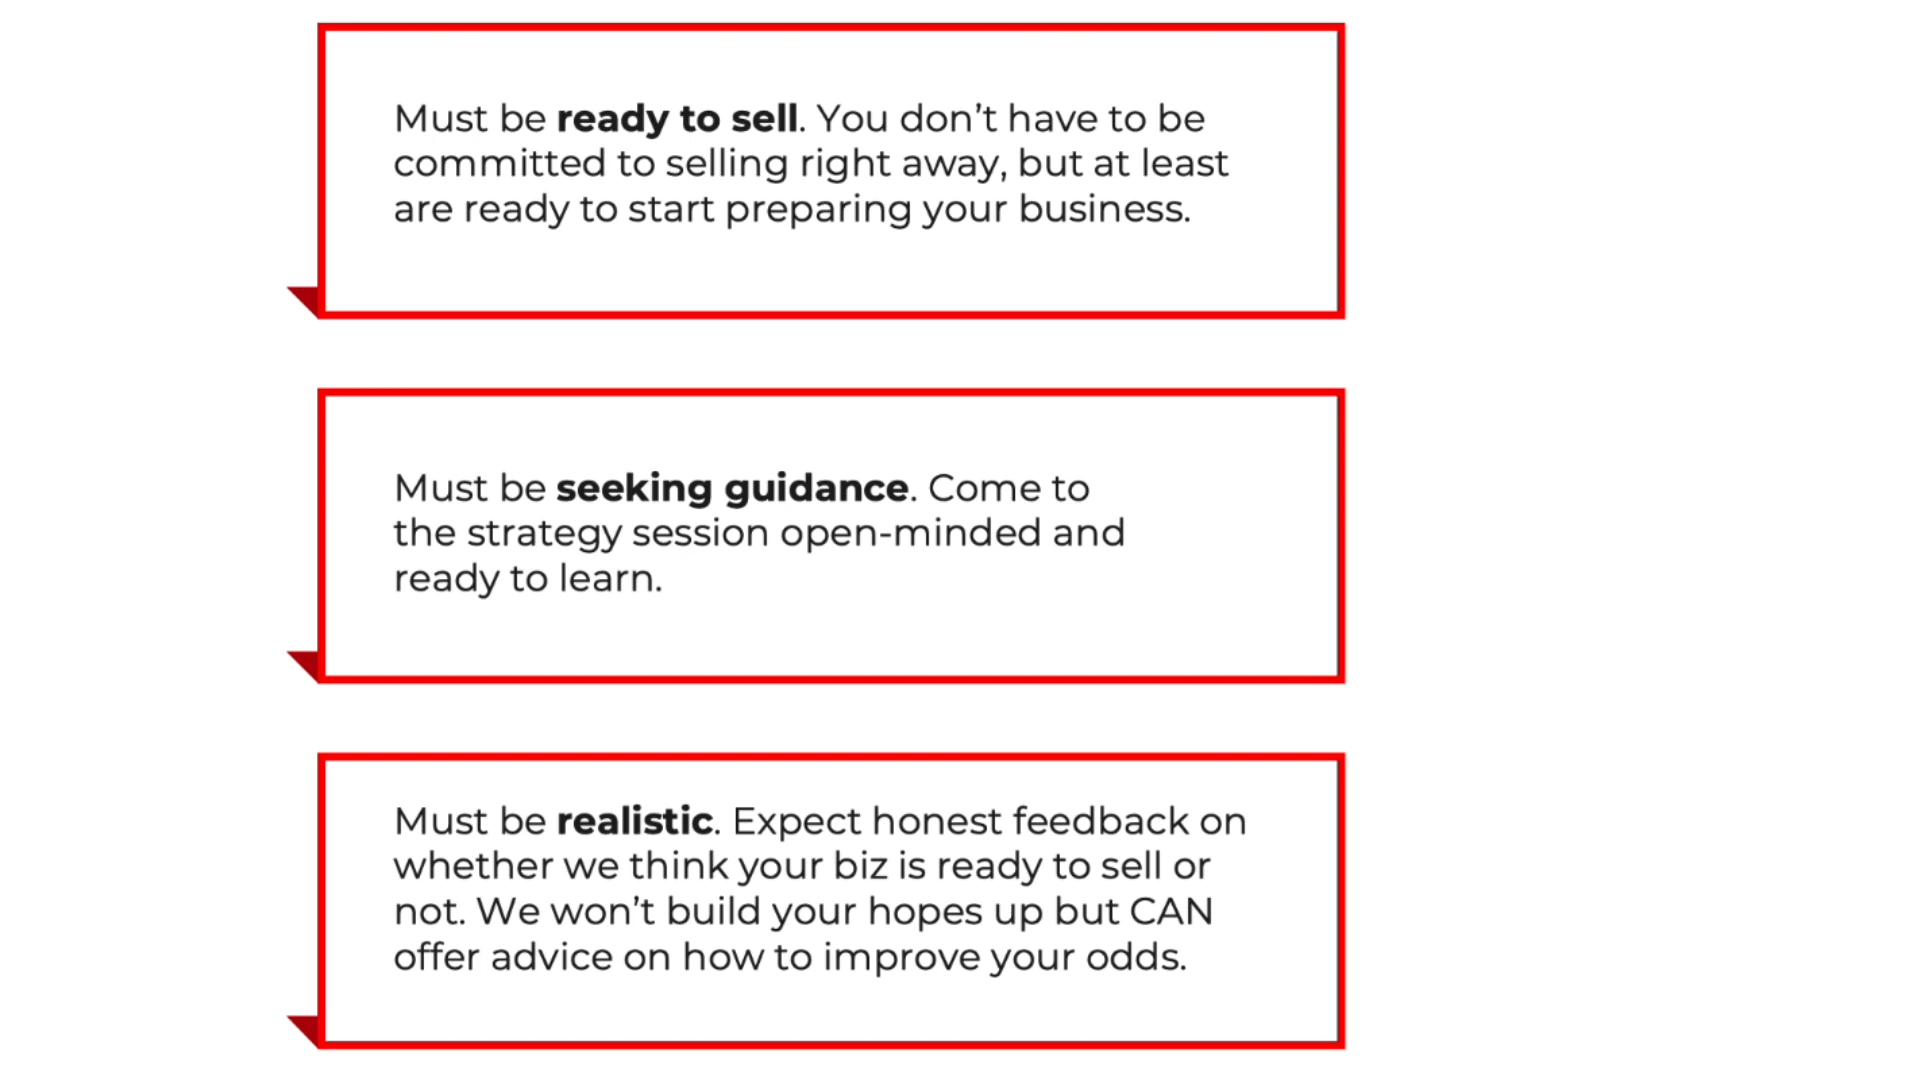 Must be ready to sell. You don’t have to be
committed to selling right away, but at least
are ready to start preparing your business.
Must be seeking guidance. Come to
the strategy session open-minded and
ready to learn.
Must be realistic. Expect honest feedback on
whether we think your biz is ready to sell or
not. We won’t build your hopes up but CAN
offer advice on how to improve your odds.